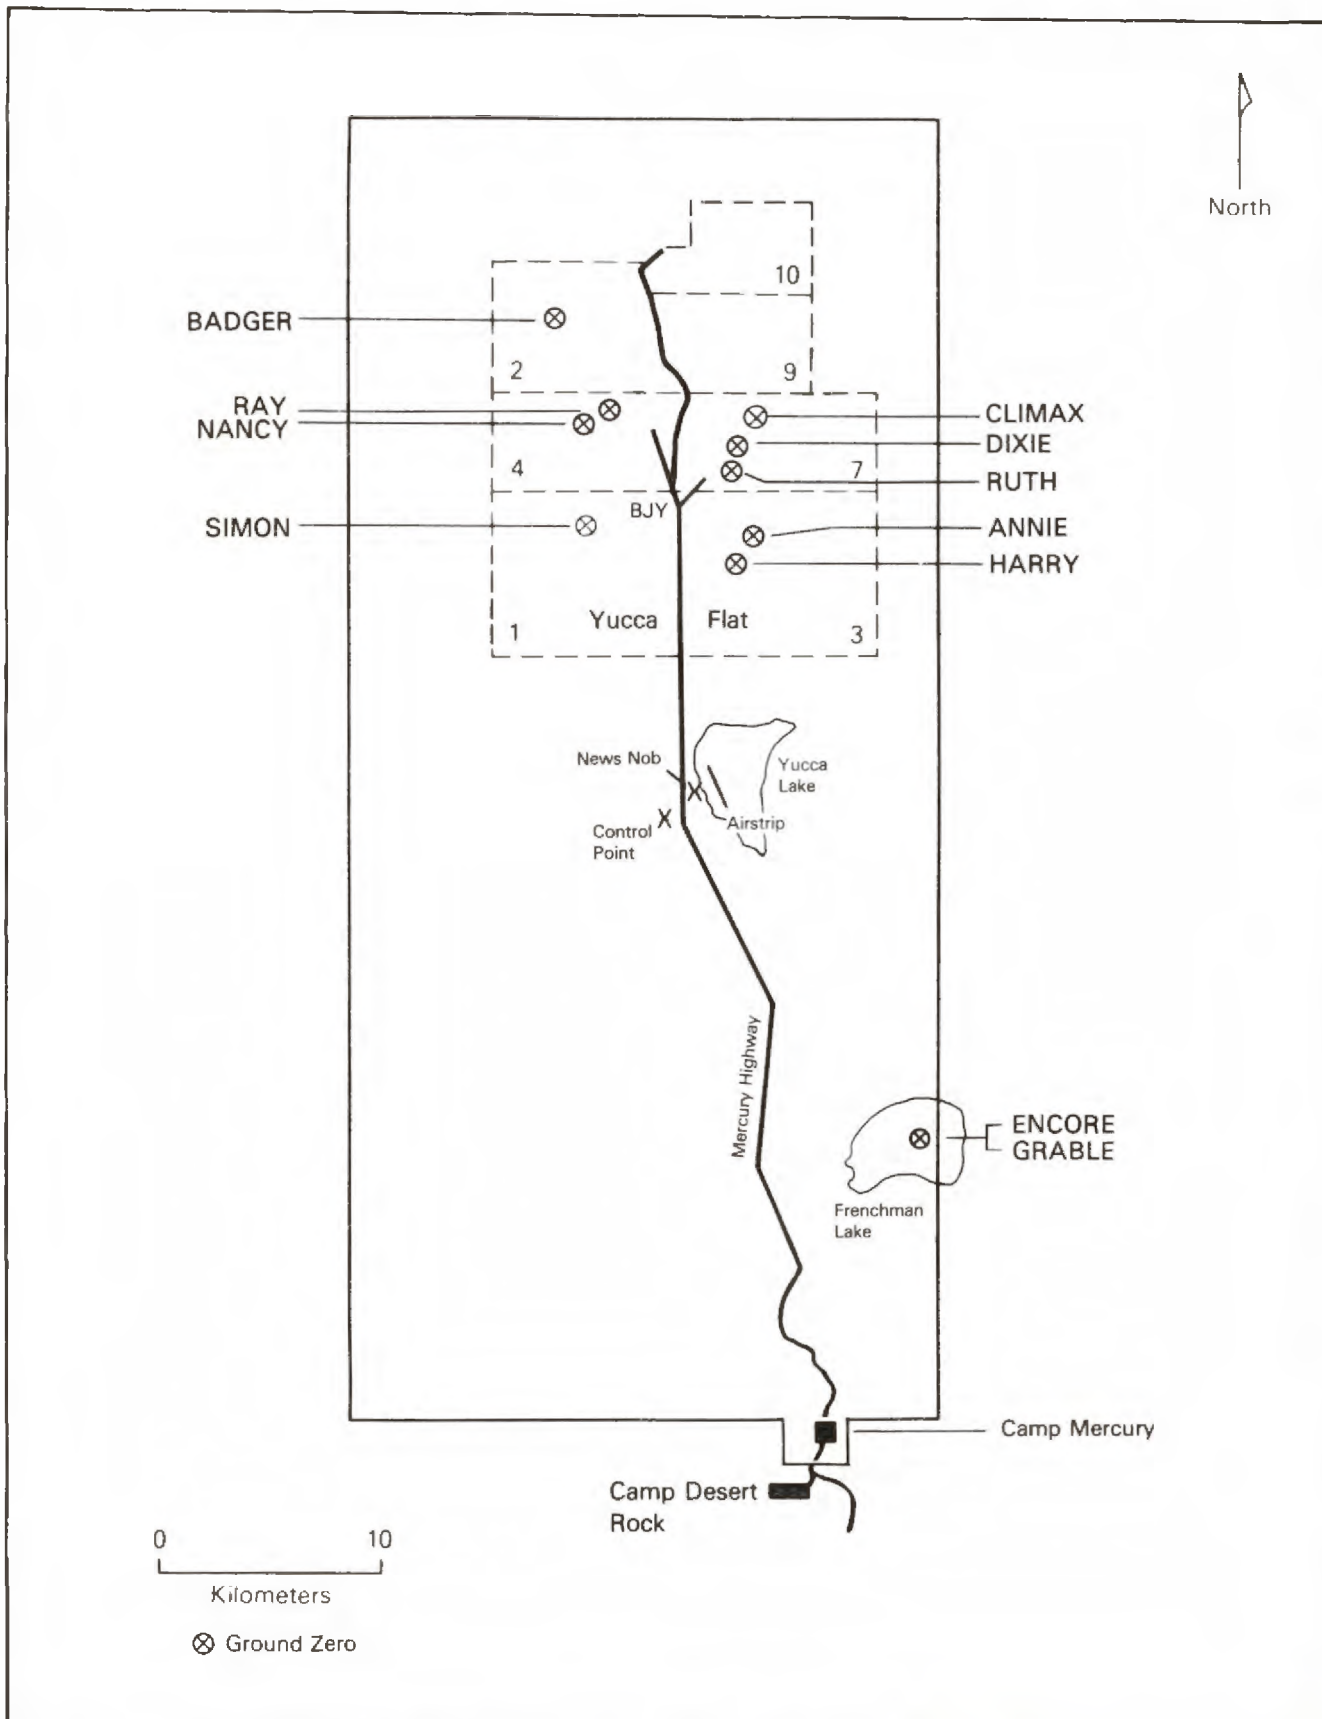 North
10
BADGER
2
9
RAY
NANCY
CLIMAX
DIXIE
4
7
RUTH
BJY
SIMON
ANNIE
HARRY
1
Yucca Flat
3
News Nob
Yucca
Lake
Control
Point
Airstrip
Mercury Highway
ENCORE
GRABLE
Frenchman
Lake
Camp Mercury
Camp Desert
Rock
0 10
Kilometers
Ground Zero